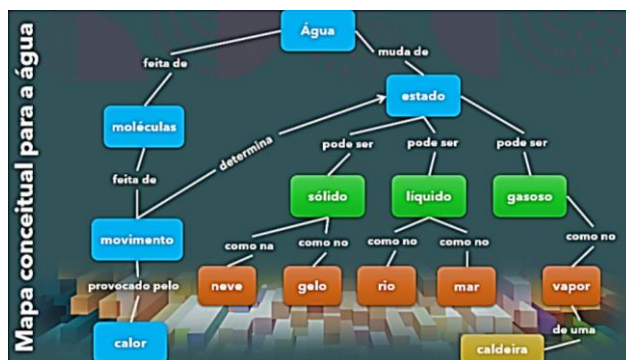 Mapa conceitual para a água
Água
feita de
muda de
moléculas
estado
determina
pode ser
pode ser
pode ser
feita de
sólido
líquido
gasoso
movimento
como na
como no
como no
como no
como no
provocado pelo
neve
gelo
rio
mar
vapor
calor
de uma
caldeira